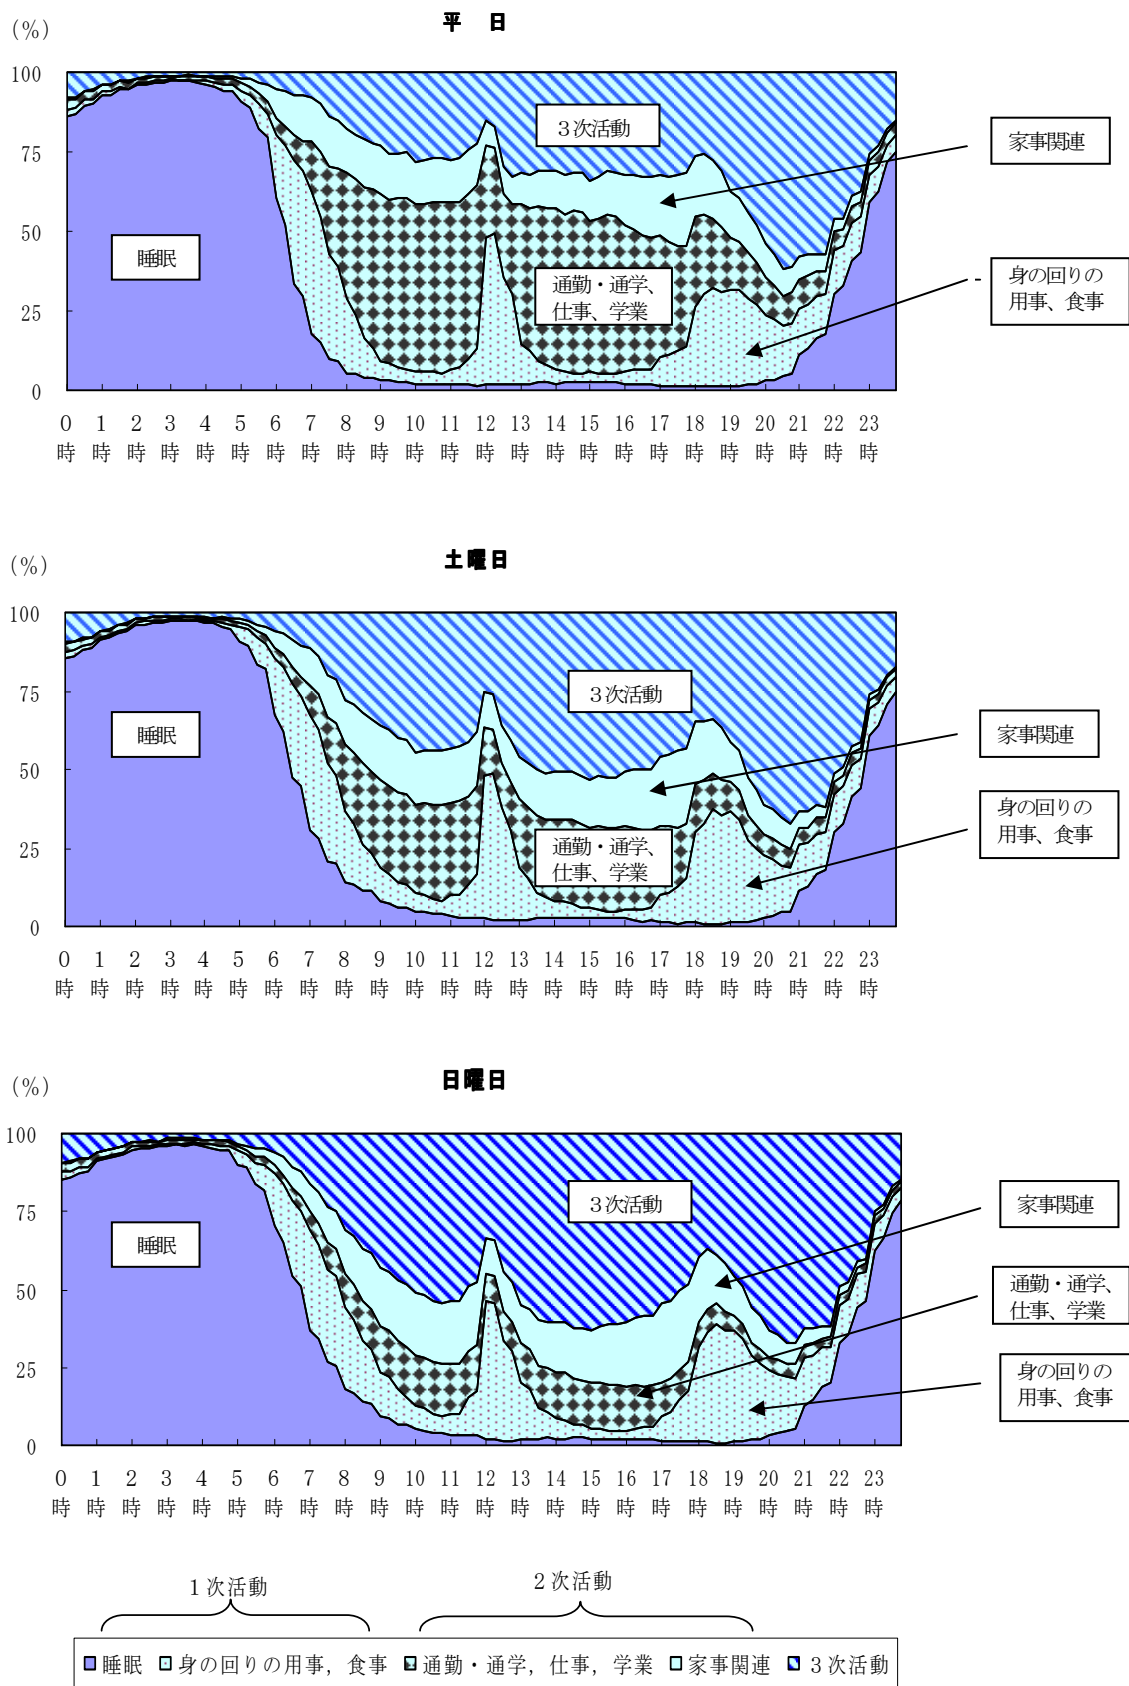 平 日
(%)
100
75
50
25
0
3次活動
睡眠
通勤・通学、
仕事、学業
家事関連
身の回りの
用事、食事
0 1 2 3 4 5 6 7 8 9 10 11 12 13 14 15 16 17 18 19 20 21 22 23
時 時 時 時 時 時 時 時 時 時 時 時 時 時 時 時 時 時 時 時 時 時 時 時
土曜日
(%)
100
75
50
25
0
3次活動
睡眠
通勤・通学、
仕事、学業
家事関連
身の回りの
用事、食事
0 1 2 3 4 5 6 7 8 9 10 11 12 13 14 15 16 17 18 19 20 21 22 23
時 時 時 時 時 時 時 時 時 時 時 時 時 時 時 時 時 時 時 時 時 時 時 時
日曜日
(%)
100
75
50
25
0
3次活動
睡眠
家事関連
通勤・通学、
仕事、学業
身の回りの
用事、食事
0 1 2 3 4 5 6 7 8 9 10 11 12 13 14 15 16 17 18 19 20 21 22 23
時 時 時 時 時 時 時 時 時 時 時 時 時 時 時 時 時 時 時 時 時 時 時 時
1次活動 2次活動
睡眠 身の回りの用事，食事 通勤・通学，仕事，学業 家事関連 3次活動